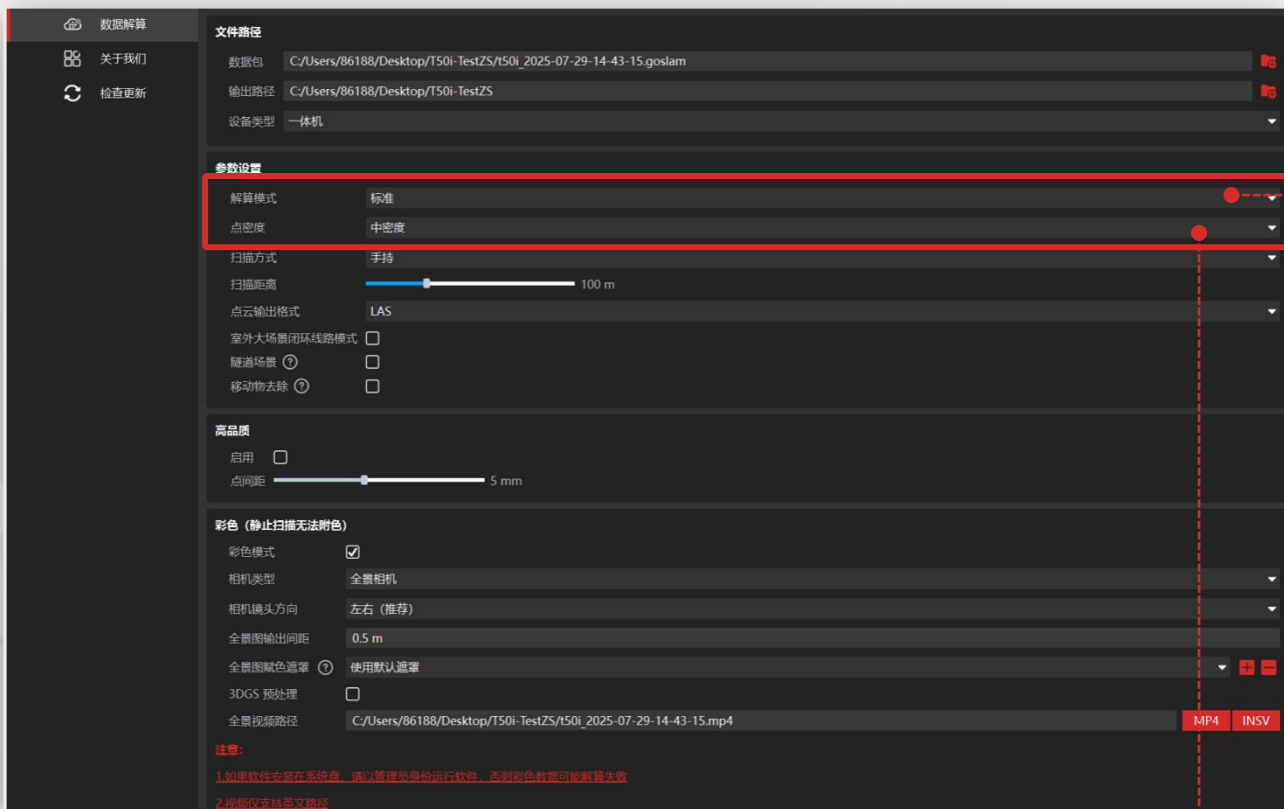 数据解算
关于我们
检查更新
文件路径
数据包 C:/Users/86188/Desktop/T50i-TestZS/t50i_2025-07-29-14-43-15.goslam
输出路径 C:/Users/86188/Desktop/T50i-TestZS
设备类型 一体机
参数设置
解算模式 标准
点密度 中密度
扫描方式 手持
扫描距离 100 m
点云输出格式 LAS
室外大场景闭环线路模式
隧道场景 ?
移动物去除 ?
高品质
启用
点间距 5 mm
彩色（静止扫描无法附色）
彩色模式
相机类型 全景相机
相机镜头方向 左右（推荐）
全景图输出间距 0.5 m
全景图赋色遮罩 ? 使用默认遮罩
3DGS 预处理
全景视频路径 C:/Users/86188/Desktop/T50i-TestZS/t50i_2025-07-29-14-43-15.mp4 MP4 INSV
注意:
1.如果软件安装在系统盘，请以管理员身份运行软件，否则彩色数据可能解算失败
2.视频仅支持英文路径